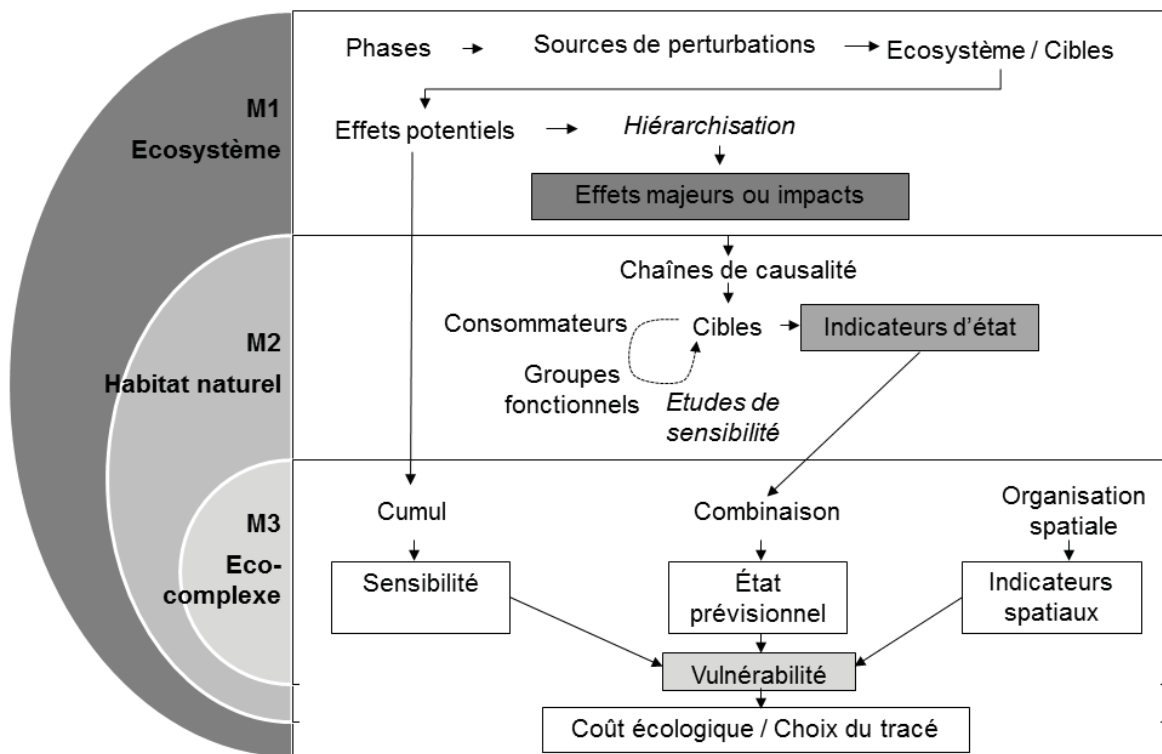 Phases
Sources de perturbations
Ecosystème / Cibles
M1
Ecosystème
Effets potentiels
Hiérarchisation
Effets majeurs ou impacts
M2
Habitat naturel
Chaînes de causalité
Consommateurs
Cibles
Indicateurs d’état
Groupes
fonctionnels
Etudes de
sensibilité
M3
Eco-
complexe
Cumul
Combinaison
Organisation
spatiale
Sensibilité
État
prévisionnel
Indicateurs
spatiaux
Vulnérabilité
Coût écologique / Choix du tracé